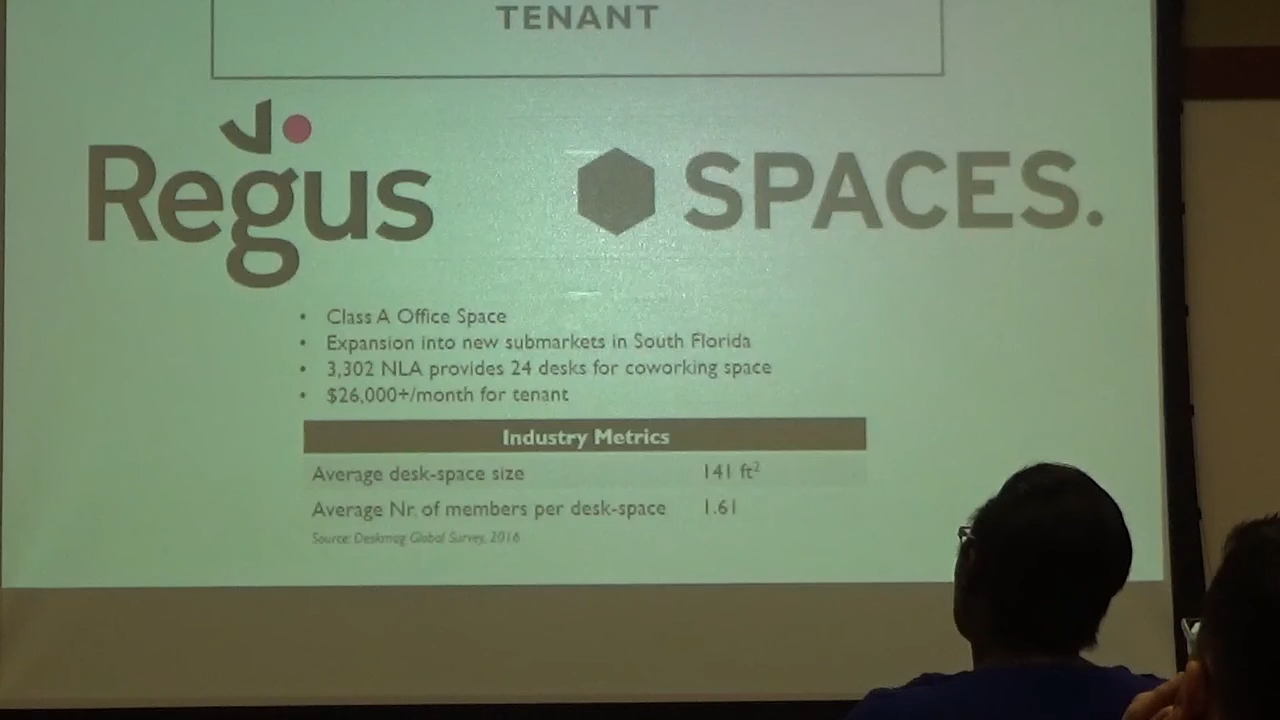 TENANT
Regus
SPACES.
• Class A Office Space
• Expansion into new submarkets in South Florida
• 3,302 NLA provides 24 desks for coworking space
• $26,000+/month for tenant
Industry Metrics
Average desk-space size 141 ft²
Average Nr. of members per desk-space 1.61
Source: Deskmag Global Survey, 2016